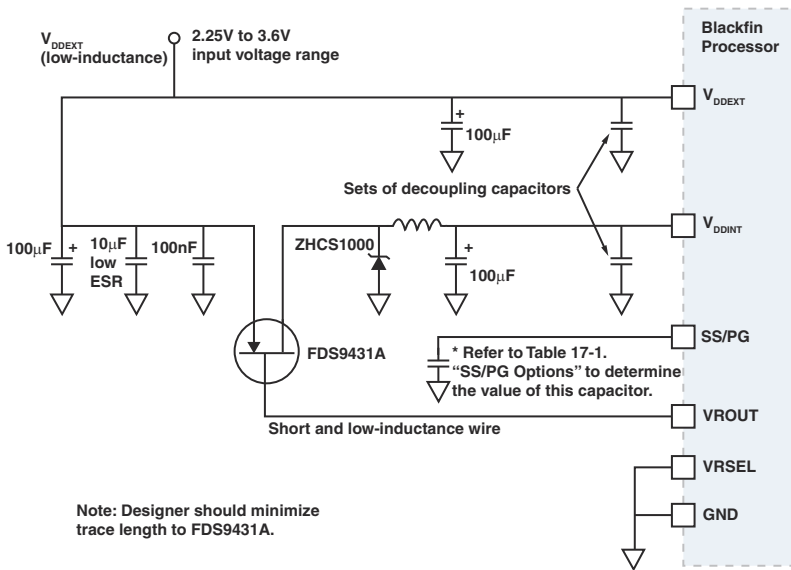 V_DDEXT
(low-inductance)
2.25V to 3.6V
input voltage range
Blackfin
Processor
V_DDEXT
+
100μF
Sets of decoupling capacitors
V_DDINT
100μF
+
10μF
low
ESR
100nF
ZHCS1000
+
100μF
FDS9431A
SS/PG
* Refer to Table 17-1.
“SS/PG Options” to determine
the value of this capacitor.
VROUT
Short and low-inductance wire
VRSEL
GND
Note: Designer should minimize
trace length to FDS9431A.